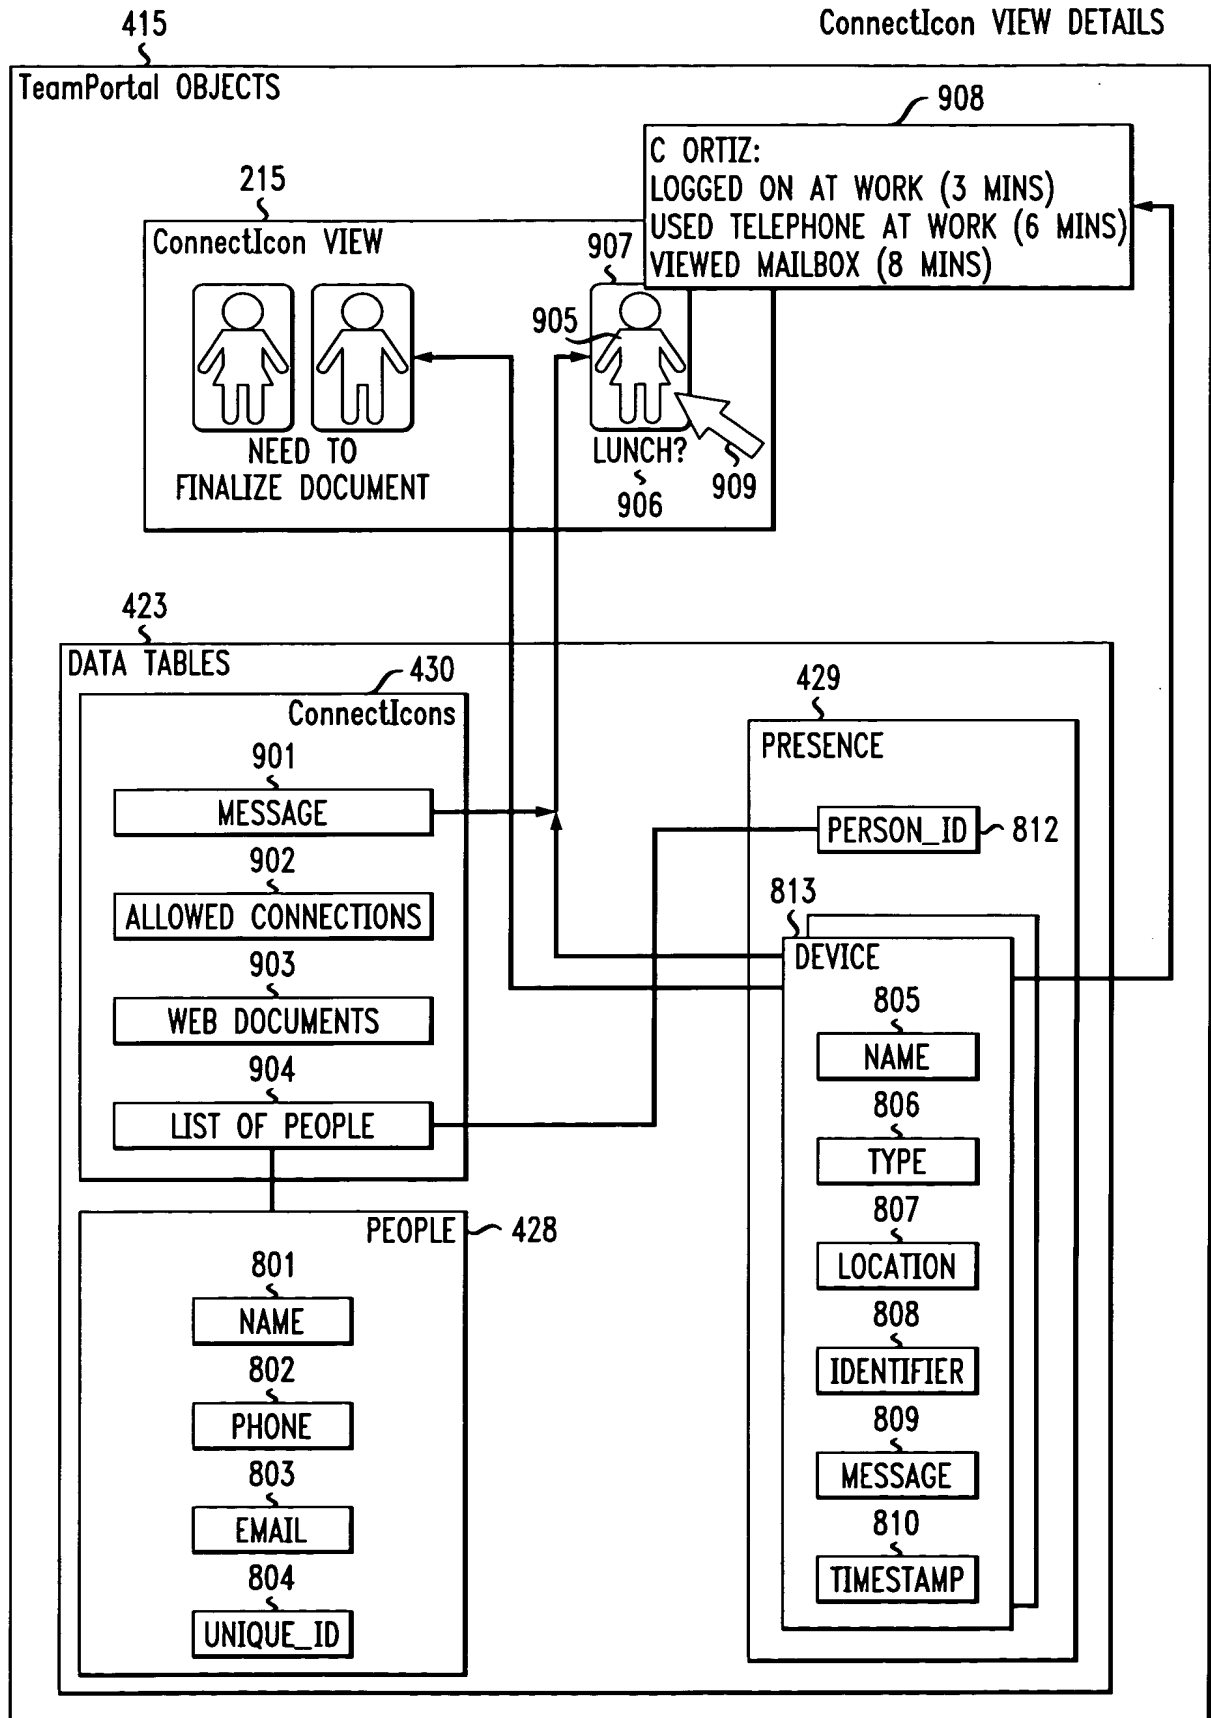 ConnectIcon VIEW DETAILS
415
TeamPortal OBJECTS
908
C ORTIZ:
LOGGED ON AT WORK (3 MINS)
USED TELEPHONE AT WORK (6 MINS)
VIEWED MAILBOX (8 MINS)
215
ConnectIcon VIEW
907
905
NEED TO
FINALIZE DOCUMENT
LUNCH?
906
909
423
DATA TABLES
430
ConnectIcons
901
MESSAGE
902
ALLOWED CONNECTIONS
903
WEB DOCUMENTS
904
LIST OF PEOPLE
PEOPLE
428
801
NAME
802
PHONE
803
EMAIL
804
UNIQUE_ID
429
PRESENCE
PERSON_ID
812
813
DEVICE
805
NAME
806
TYPE
807
LOCATION
808
IDENTIFIER
809
MESSAGE
810
TIMESTAMP